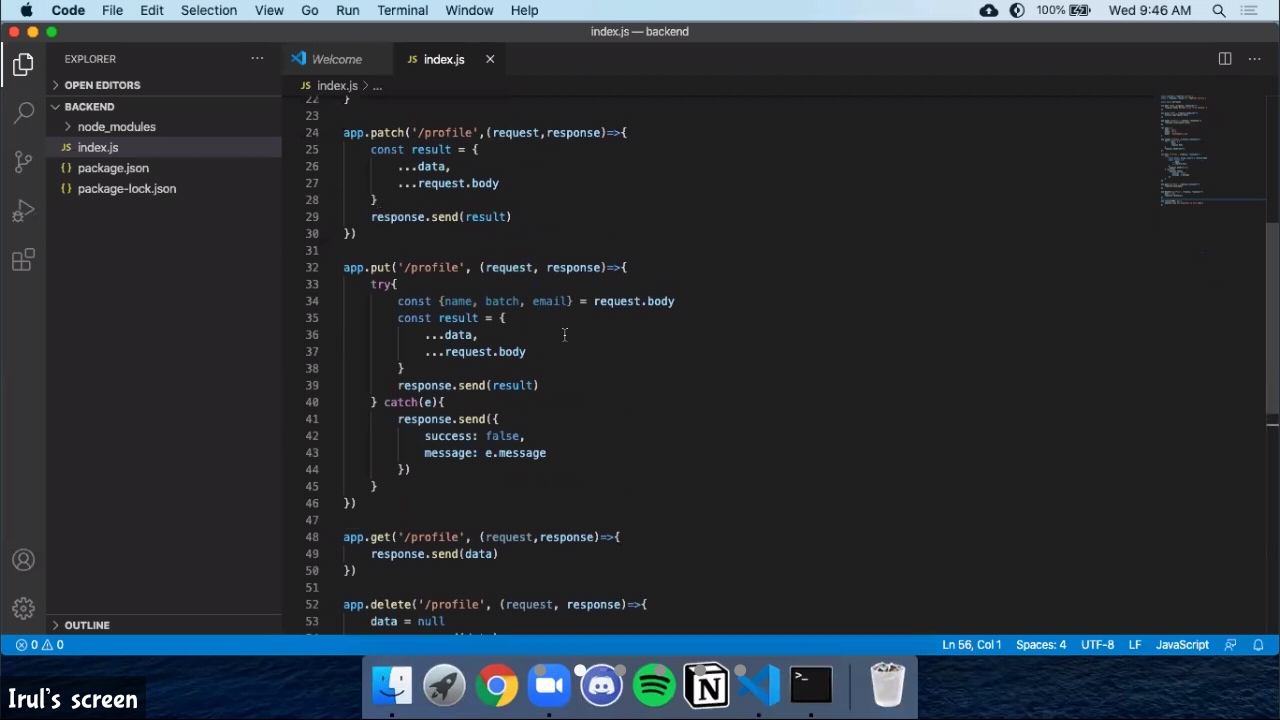 Code File Edit Selection View Go Run Terminal Window Help 100% Wed 9:46 AM
index.js — backend
EXPLORER ...
Welcome
JS index.js
OPEN EDITORS
JS index.js > ...
BACKEND
node_modules
JS index.js
package.json
package-lock.json
22 }
23
24 app.patch('/profile',(request,response)=>{
25 const result = {
26 ...data,
27 ...request.body
28 }
29 response.send(result)
30 })
31
32 app.put('/profile', (request, response)=>{
33 try{
34 const {name, batch, email} = request.body
35 const result = {
36 ...data,
37 ...request.body
38 }
39 response.send(result)
40 } catch(e){
41 response.send({
42 success: false,
43 message: e.message
44 })
45 }
46 })
47
48 app.get('/profile', (request,response)=>{
49 response.send(data)
50 })
51
52 app.delete('/profile', (request, response)=>{
53 data = null
OUTLINE
0 0 Ln 56, Col 1 Spaces: 4 UTF-8 LF JavaScript
Irul's screen